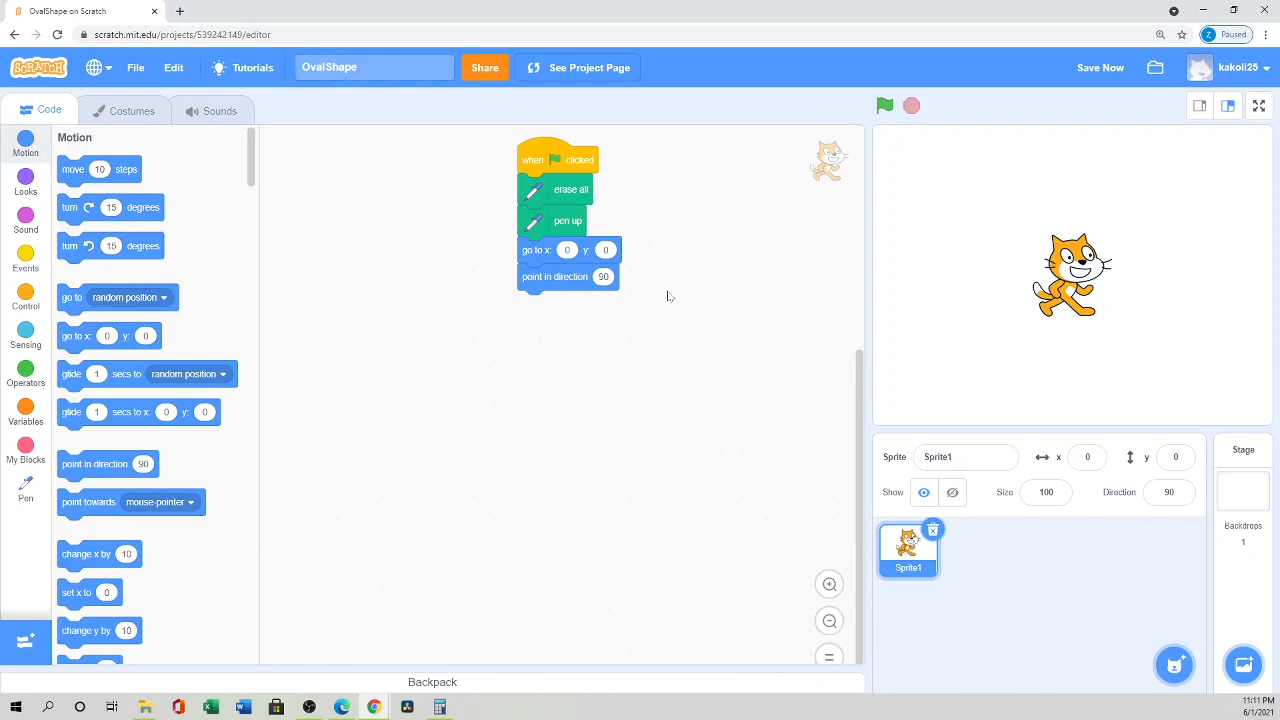 OvalShape on Scratch
scratch.mit.edu/projects/539242149/editor
Z Paused
SCRATCH File Edit Tutorials OvalShape Share See Project Page Save Now kakoli25
Code Costumes Sounds
Motion
Motion
Looks
Sound
Events
Control
Sensing
Operators
Variables
My Blocks
Pen
move 10 steps
turn 15 degrees
turn 15 degrees
go to random position
go to x: 0 y: 0
glide 1 secs to random position
glide 1 secs to x: 0 y: 0
point in direction 90
point towards mouse-pointer
change x by 10
set x to 0
change y by 10
when clicked
erase all
pen up
go to x: 0 y: 0
point in direction 90
Backpack
Sprite Sprite1 x 0 y 0
Show Size 100 Direction 90
Sprite1
Stage
Backdrops
1
11:11 PM
6/1/2021